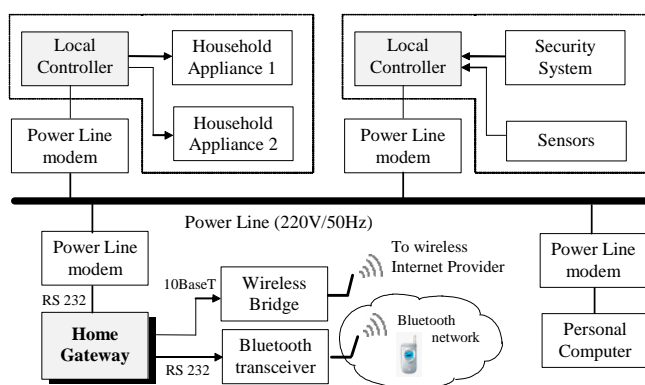 Local
Controller
Household
Appliance 1
Household
Appliance 2
Power Line
modem
Local
Controller
Security
System
Sensors
Power Line
modem
Power Line (220V/50Hz)
Power Line
modem
RS 232
Home
Gateway
10BaseT
Wireless
Bridge
To wireless
Internet Provider
RS 232
Bluetooth
transceiver
Bluetooth
network
Power Line
modem
Personal
Computer